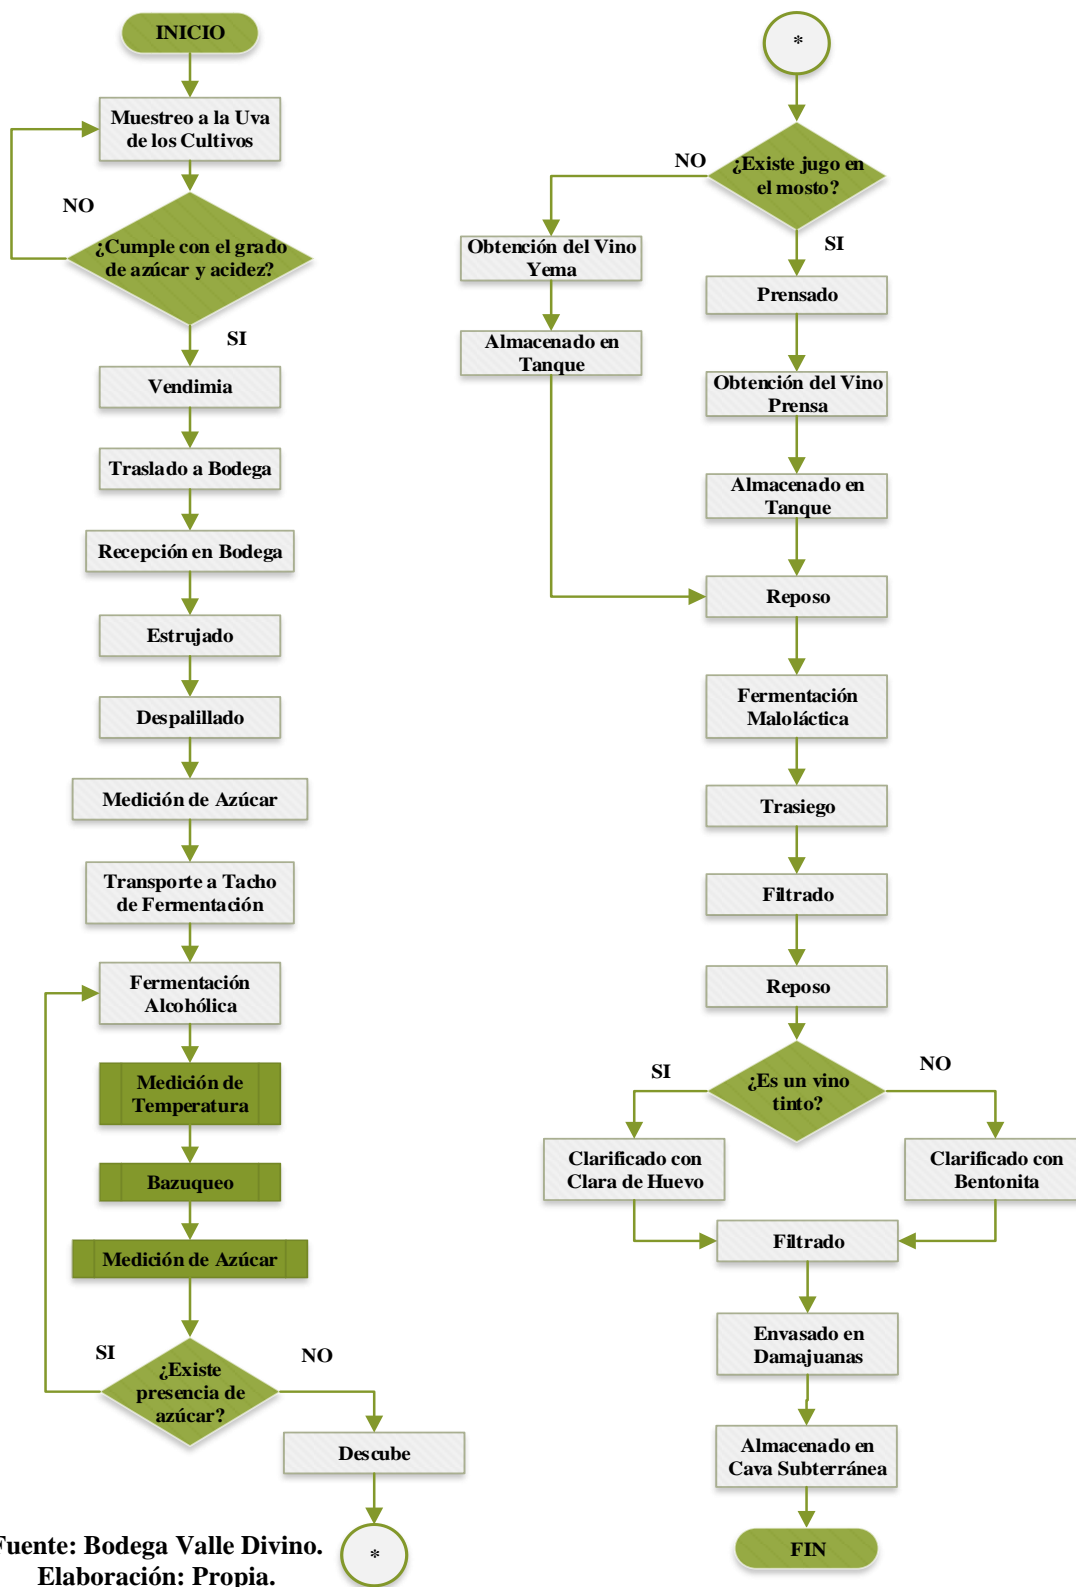 INICIO
Muestreo a la Uva
de los Cultivos
NO
¿Cumple con el grado
de azúcar y acidez?
SI
Vendimia
Traslado a Bodega
Recepción en Bodega
Estrujado
Despalillado
Medición de Azúcar
Transporte a Tacho
de Fermentación
Fermentación
Alcohólica
Medición de
Temperatura
Bazuqueo
Medición de Azúcar
SI
NO
¿Existe
presencia de
azúcar?
Descube
*
Fuente: Bodega Valle Divino.
Elaboración: Propia.
*
NO
¿Existe jugo en
el mosto?
SI
Obtención del Vino
Yema
Almacenado en
Tanque
Prensado
Obtención del Vino
Prensa
Almacenado en
Tanque
Reposo
Fermentación
Maloláctica
Trasiego
Filtrado
Reposo
SI
NO
¿Es un vino
tinto?
Clarificado con
Clara de Huevo
Clarificado con
Bentonita
Filtrado
Envasado en
Damajuanas
Almacenado en
Cava Subterránea
FIN